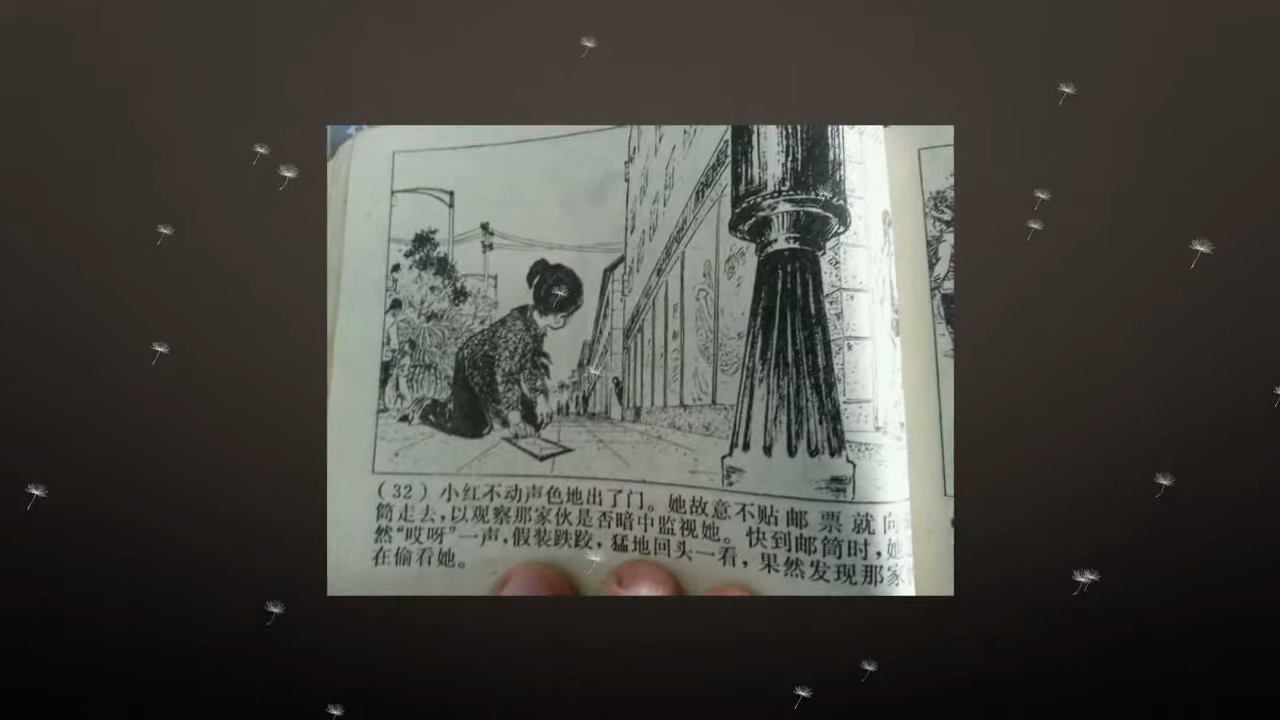 (32)小红不动声色地出了门。她故意不贴邮票就向
筒走去,以观察那家伙是否暗中监视她。快到邮筒时,她
然“哎呀”一声,假装跌跤,猛地回头一看,果然发现那家
在偷看她。